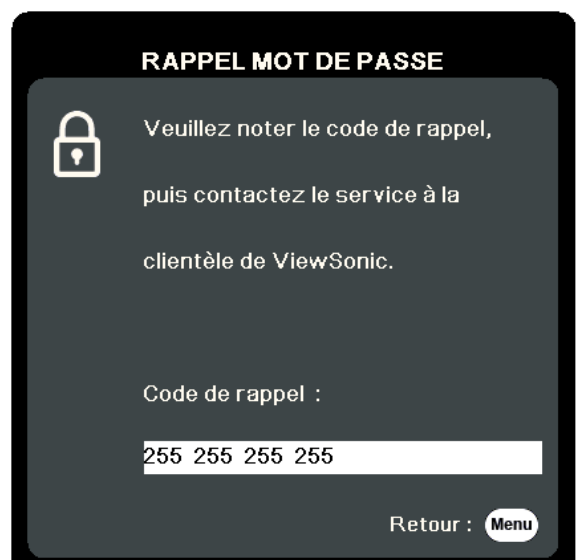 RAPPEL MOT DE PASSE
Veuillez noter le code de rappel,
puis contactez le service à la
clientèle de ViewSonic.
Code de rappel :
255 255 255 255
Retour : Menu